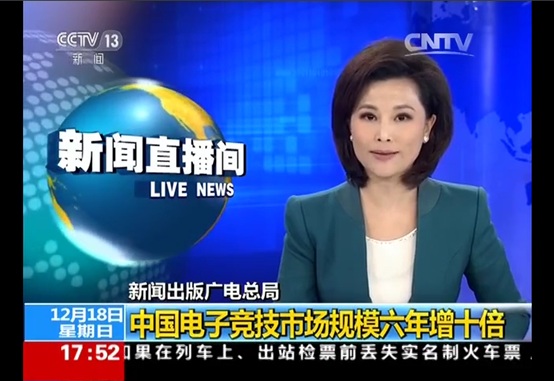 CCTV 13
新闻
CNTV
新闻直播间
LIVE NEWS
新闻出版广电总局
12月18日
星期日
中国电子竞技市场规模六年增十倍
17:52
如果在列车上、出站检票前丢失实名制火车票，